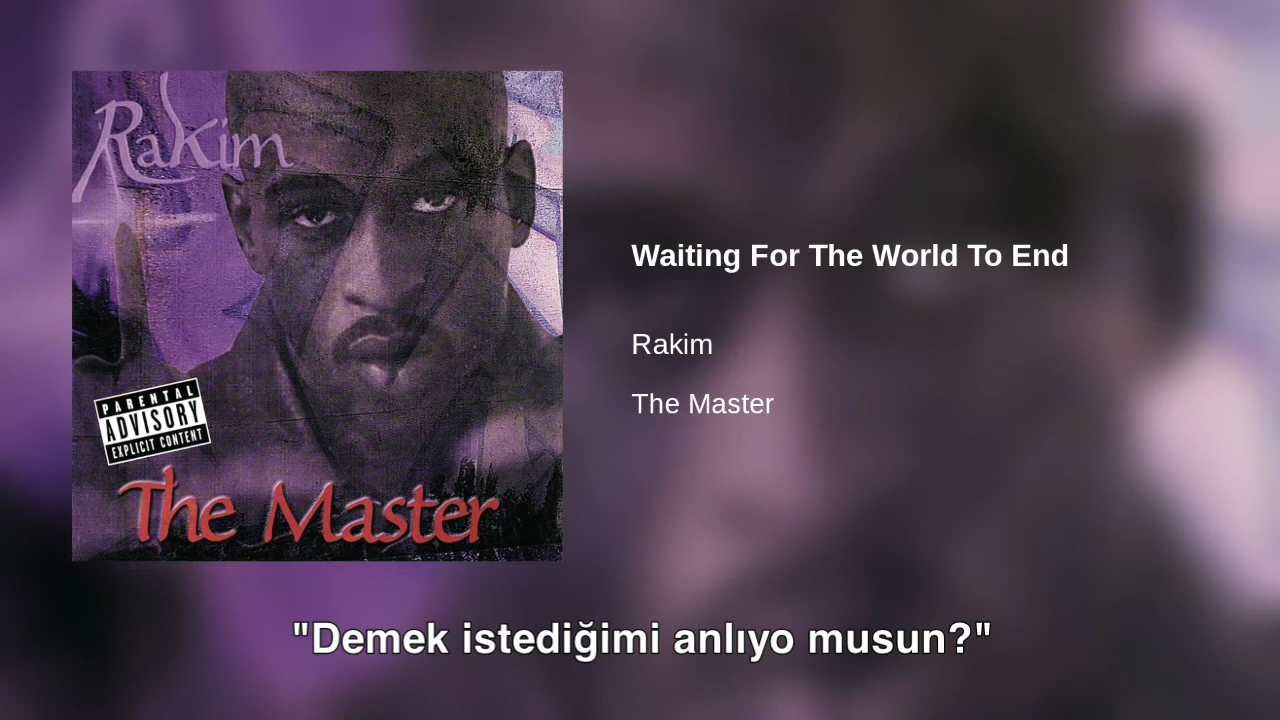 Rakim
PARENTAL
ADVISORY
EXPLICIT CONTENT
The Master
Waiting For The World To End
Rakim
The Master
"Demek istediğimi anlıyo musun?"